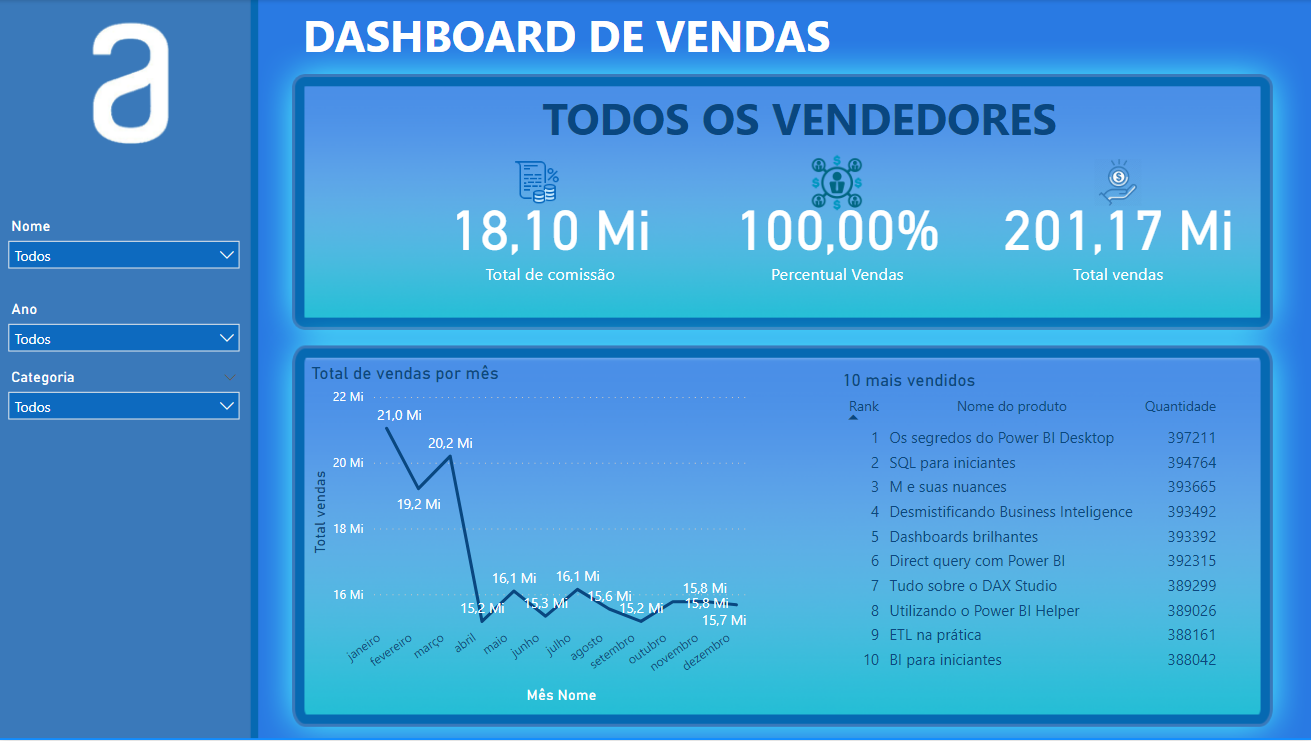 a
DASHBOARD DE VENDAS
TODOS OS VENDEDORES
18,10 Mi
Total de comissão
100,00%
Percentual Vendas
201,17 Mi
Total vendas
Nome
Todos
Ano
Todos
Categoria
Todos
Total de vendas por mês
Total vendas
22 Mi
20 Mi
18 Mi
16 Mi
21,0 Mi
19,2 Mi
20,2 Mi
15,2 Mi
16,1 Mi
15,3 Mi
16,1 Mi
15,6 Mi
15,2 Mi
15,8 Mi
15,8 Mi
15,7 Mi
janeiro
fevereiro
março
abril
maio
junho
julho
agosto
setembro
outubro
novembro
dezembro
Mês Nome
10 mais vendidos
Rank Nome do produto Quantidade
1 Os segredos do Power BI Desktop 397211
2 SQL para iniciantes 394764
3 M e suas nuances 393665
4 Desmistificando Business Inteligence 393492
5 Dashboards brilhantes 393392
6 Direct query com Power BI 392315
7 Tudo sobre o DAX Studio 389299
8 Utilizando o Power BI Helper 389026
9 ETL na prática 388161
10 BI para iniciantes 388042